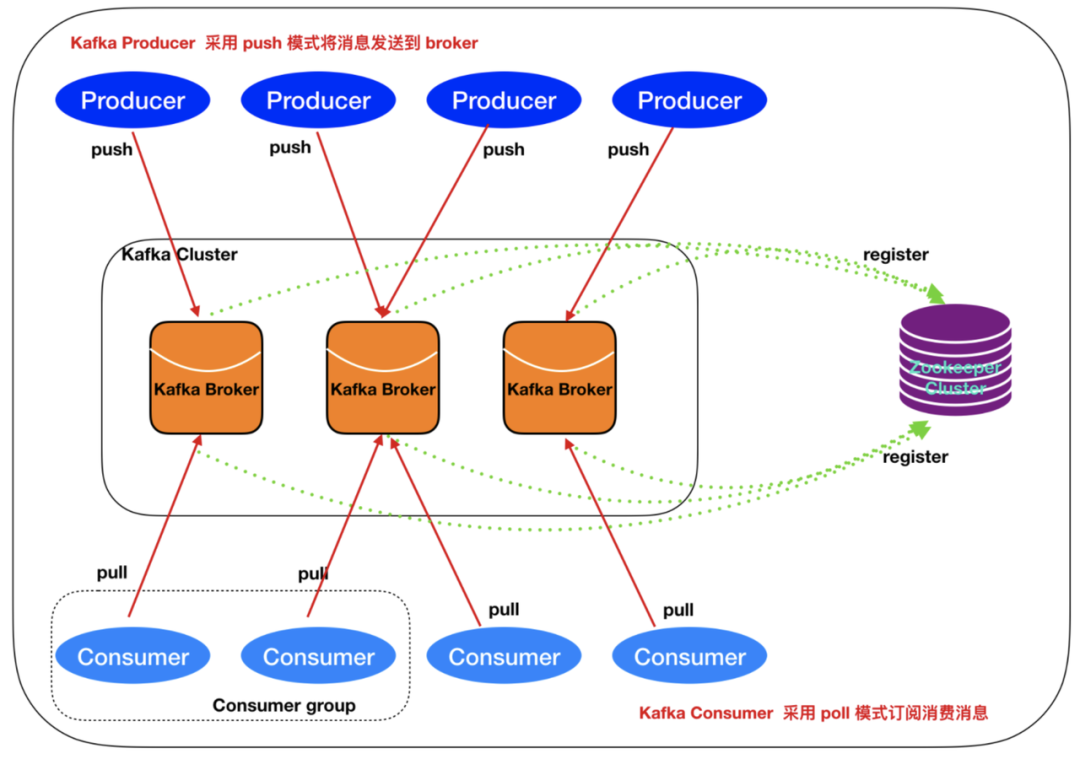 Kafka Producer 采用 push 模式将消息发送到 broker
Producer
Producer
Producer
Producer
push
push
push
push
Kafka Cluster
register
Kafka Broker
Kafka Broker
Kafka Broker
Zookeeper
Cluster
register
pull
pull
pull
pull
Consumer
Consumer
Consumer
Consumer
Consumer group
Kafka Consumer 采用 poll 模式订阅消费消息